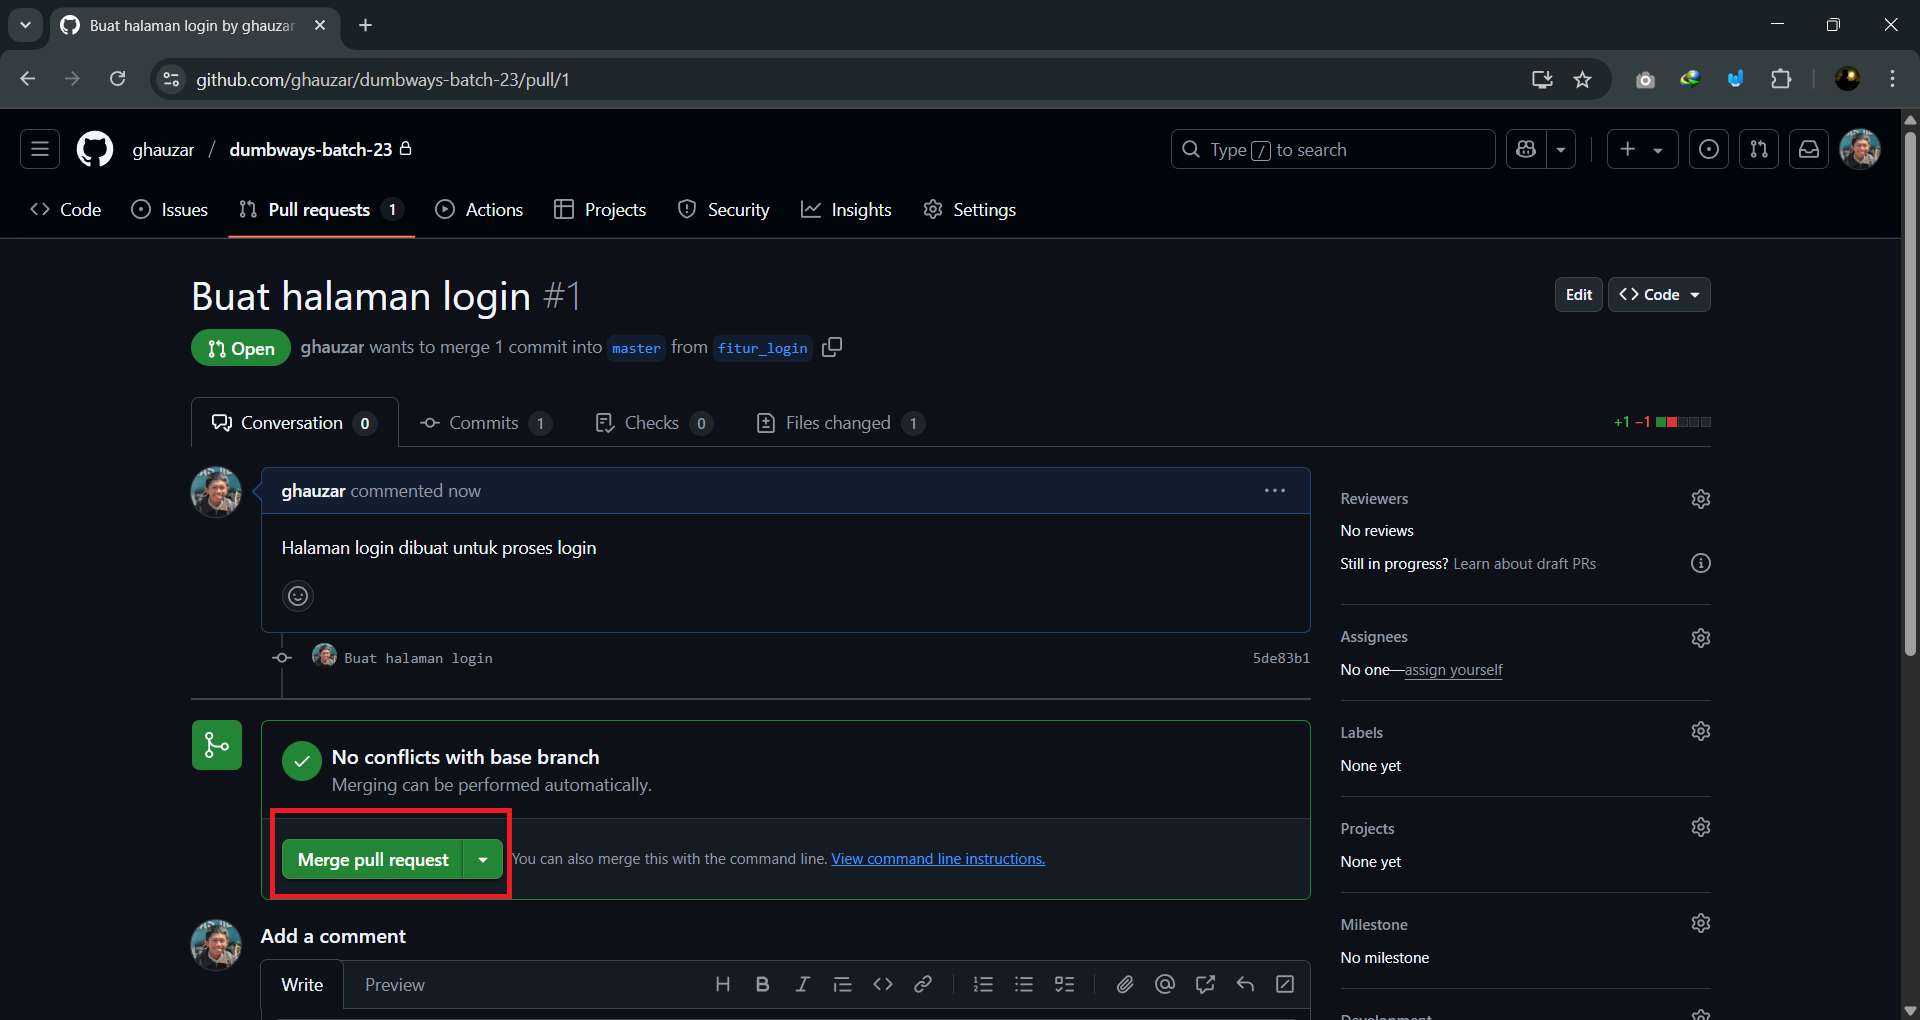 Buat halaman login by ghauzar
github.com/ghauzar/dumbways-batch-23/pull/1
ghauzar / dumbways-batch-23
Type / to search
Code
Issues
Pull requests 1
Actions
Projects
Security
Insights
Settings
Buat halaman login #1
Edit
Code
Open
ghauzar wants to merge 1 commit into master from fitur_login
Conversation 0
Commits 1
Checks 0
Files changed 1
+1 −1
ghauzar commented now
Halaman login dibuat untuk proses login
Buat halaman login
5de83b1
No conflicts with base branch
Merging can be performed automatically.
Merge pull request
You can also merge this with the command line. View command line instructions.
Add a comment
Write
Preview
Reviewers
No reviews
Still in progress? Learn about draft PRs
Assignees
No one—assign yourself
Labels
None yet
Projects
None yet
Milestone
No milestone
Development